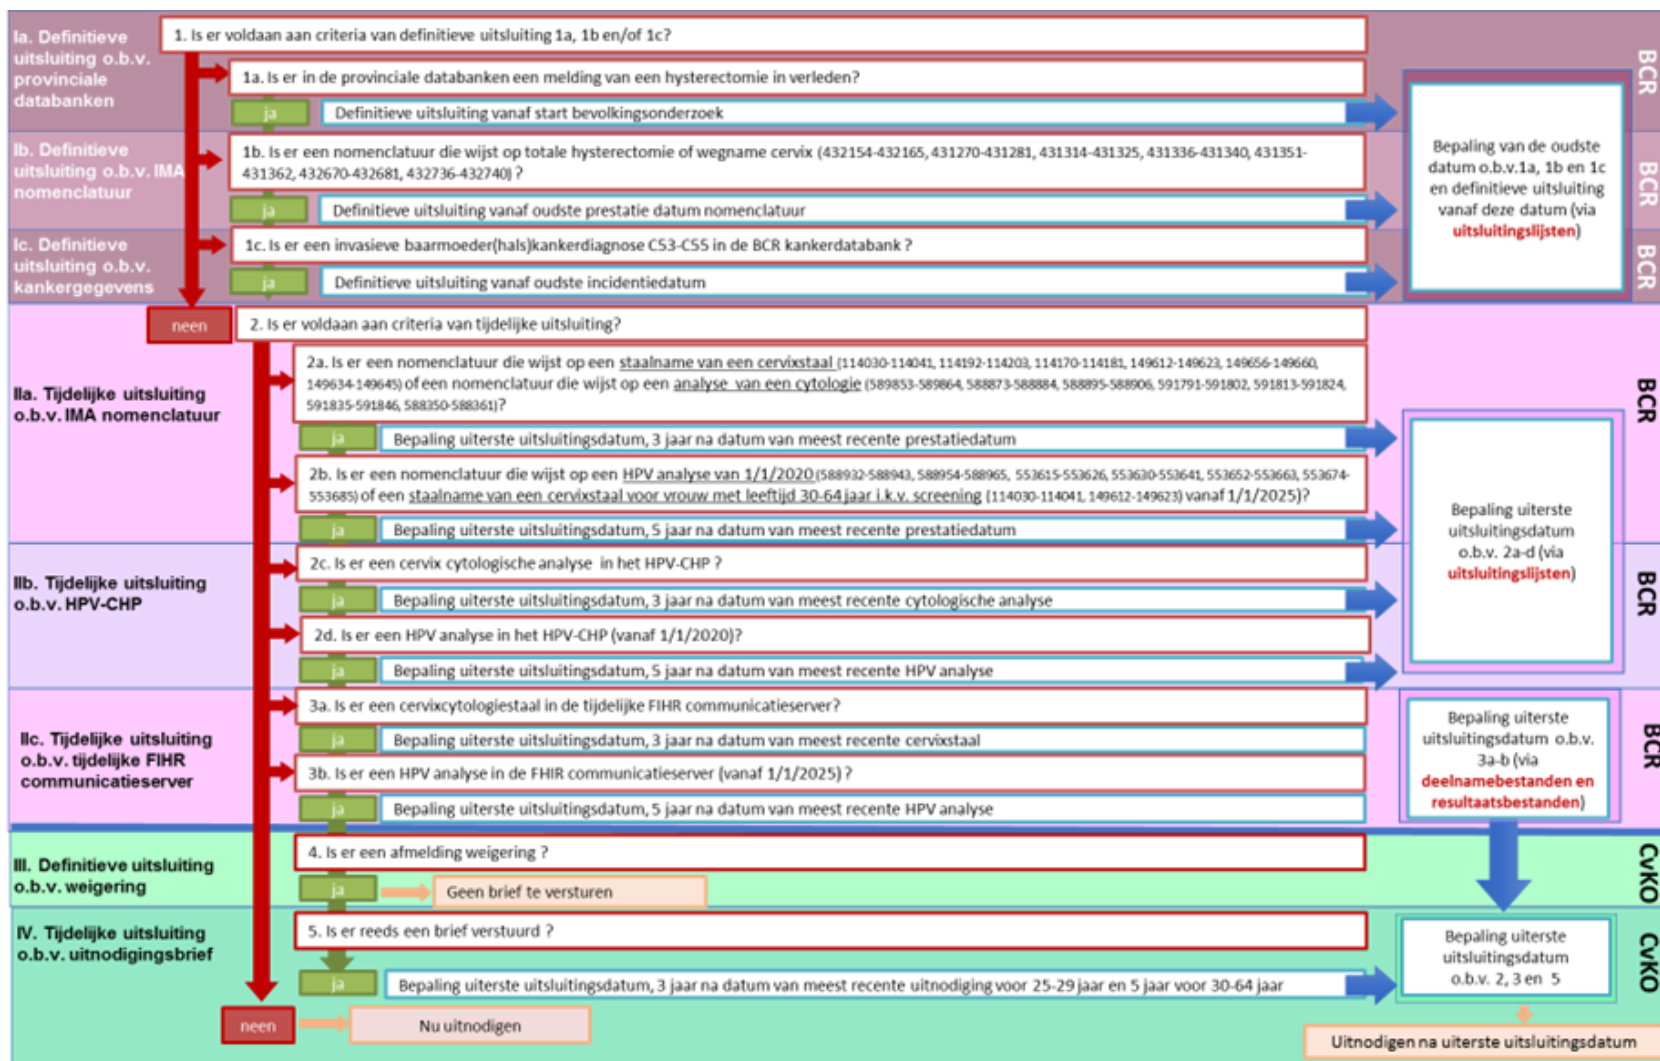 Ia. Definitieve
uitsluiting o.b.v.
provinciale
databanken
1. Is er voldaan aan criteria van definitieve uitsluiting 1a, 1b en/of 1c?
1a. Is er in de provinciale databanken een melding van een hysterectomie in verleden?
ja
Definitieve uitsluiting vanaf start bevolkingsonderzoek
BCR
Ib. Definitieve
uitsluiting o.b.v. IMA
nomenclatuur
1b. Is er een nomenclatuur die wijst op totale hysterectomie of wegname cervix (432154-432165, 431270-431281, 431314-431325, 431336-431340, 431351-
431362, 432670-432681, 432736-432740) ?
ja
Definitieve uitsluiting vanaf oudste prestatie datum nomenclatuur
BCR
Ic. Definitieve
uitsluiting o.b.v.
kankergegevens
1c. Is er een invasieve baarmoeder(hals)kankerdiagnose C53-C55 in de BCR kankerdatabank ?
ja
Definitieve uitsluiting vanaf oudste incidentiedatum
BCR
Bepaling van de oudste
datum o.b.v.1a, 1b en 1c
en definitieve uitsluiting
vanaf deze datum (via
uitsluitingslijsten)
neen
2. Is er voldaan aan criteria van tijdelijke uitsluiting?
IIa. Tijdelijke uitsluiting
o.b.v. IMA nomenclatuur
2a. Is er een nomenclatuur die wijst op een staalname van een cervixstaal (114030-114041, 114192-114203, 114170-114181, 149612-149623, 149656-149660,
149634-149645) of een nomenclatuur die wijst op een analyse van een cytologie (589853-589864, 588873-588884, 588895-588906, 591791-591802, 591813-591824,
591835-591846, 588350-588361)?
ja
Bepaling uiterste uitsluitingsdatum, 3 jaar na datum van meest recente prestatiedatum
2b. Is er een nomenclatuur die wijst op een HPV analyse van 1/1/2020 (588932-588943, 588954-588965, 553615-553626, 553630-553641, 553652-553663, 553674-
553685) of een staalname van een cervixstaal voor vrouw met leeftijd 30-64 jaar i.k.v. screening (114030-114041, 149612-149623) vanaf 1/1/2025)?
ja
Bepaling uiterste uitsluitingsdatum, 5 jaar na datum van meest recente prestatiedatum
BCR
IIb. Tijdelijke uitsluiting
o.b.v. HPV-CHP
2c. Is er een cervix cytologische analyse in het HPV-CHP ?
ja
Bepaling uiterste uitsluitingsdatum, 3 jaar na datum van meest recente cytologische analyse
2d. Is er een HPV analyse in het HPV-CHP (vanaf 1/1/2020)?
ja
Bepaling uiterste uitsluitingsdatum, 5 jaar na datum van meest recente HPV analyse
BCR
Bepaling uiterste
uitsluitingsdatum
o.b.v. 2a-d (via
uitsluitingslijsten)
IIc. Tijdelijke uitsluiting
o.b.v. tijdelijke FIHR
communicatieserver
3a. Is er een cervixcytologiestaal in de tijdelijke FIHR communicatieserver?
ja
Bepaling uiterste uitsluitingsdatum, 3 jaar na datum van meest recente cervixstaal
3b. Is er een HPV analyse in de FHIR communicatieserver (vanaf 1/1/2025) ?
ja
Bepaling uiterste uitsluitingsdatum, 5 jaar na datum van meest recente HPV analyse
Bepaling uiterste
uitsluitingsdatum o.b.v.
3a-b (via
deelnamebestanden en
resultaatsbestanden)
BCR
III. Definitieve uitsluiting
o.b.v. weigering
4. Is er een afmelding weigering ?
ja
Geen brief te versturen
CvKO
IV. Tijdelijke uitsluiting
o.b.v. uitnodigingsbrief
5. Is er reeds een brief verstuurd ?
ja
Bepaling uiterste uitsluitingsdatum, 3 jaar na datum van meest recente uitnodiging voor 25-29 jaar en 5 jaar voor 30-64 jaar
Bepaling uiterste
uitsluitingsdatum
o.b.v. 2, 3 en 5
CvKO
neen
Nu uitnodigen
Uitnodigen na uiterste uitsluitingsdatum